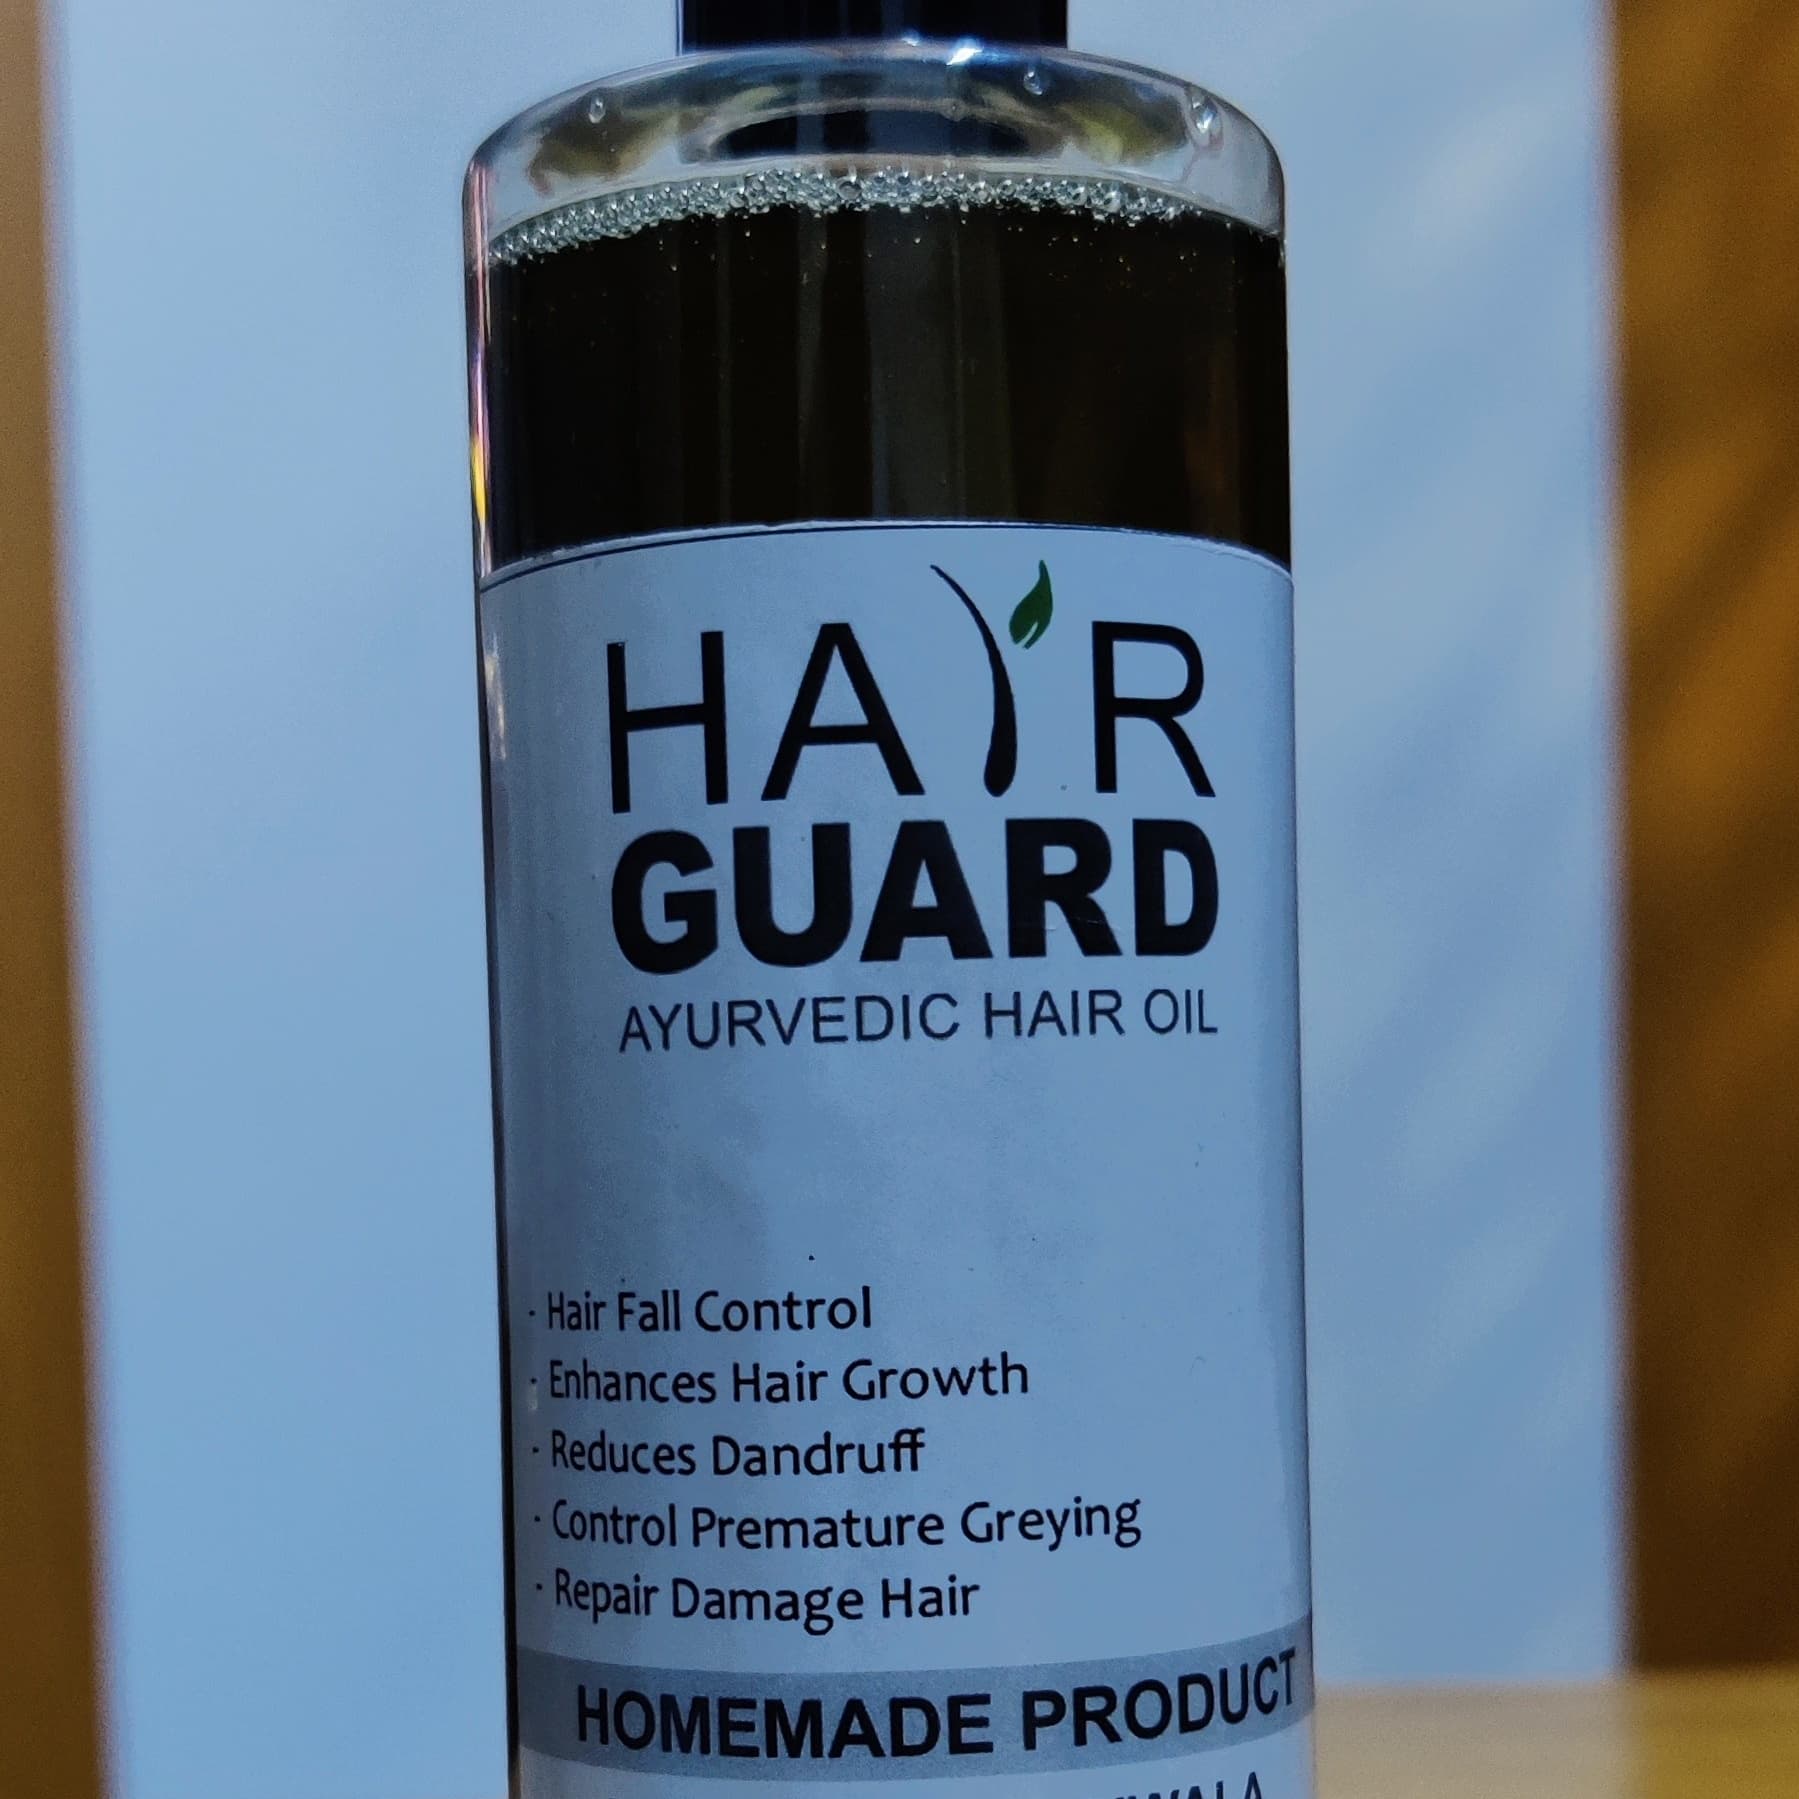 HAIR
GUARD
AYURVEDIC HAIR OIL
· Hair Fall Control
· Enhances Hair Growth
· Reduces Dandruff
· Control Premature Greying
· Repair Damage Hair
HOMEMADE PRODUCT